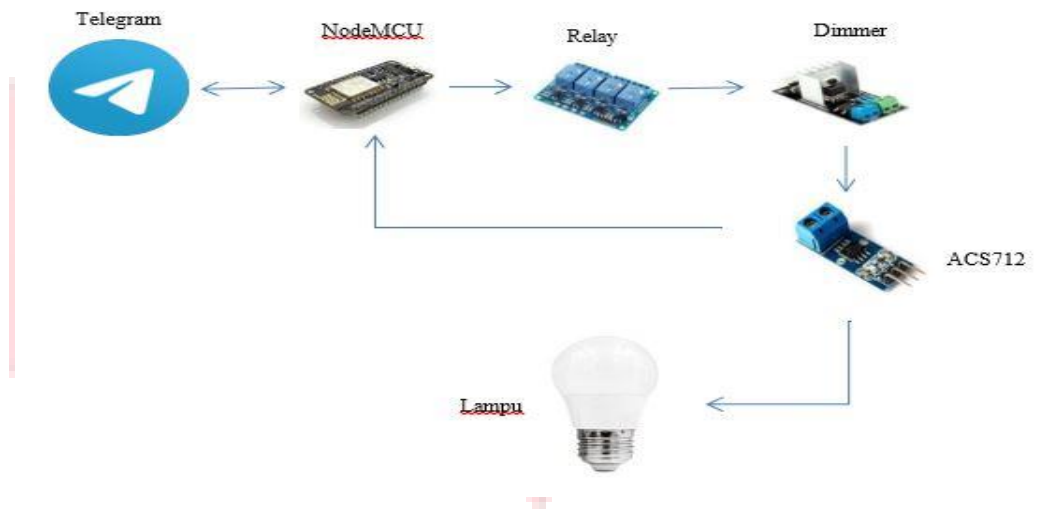 Telegram
NodeMCU
Relay
Dimmer
ACS712
Lampu